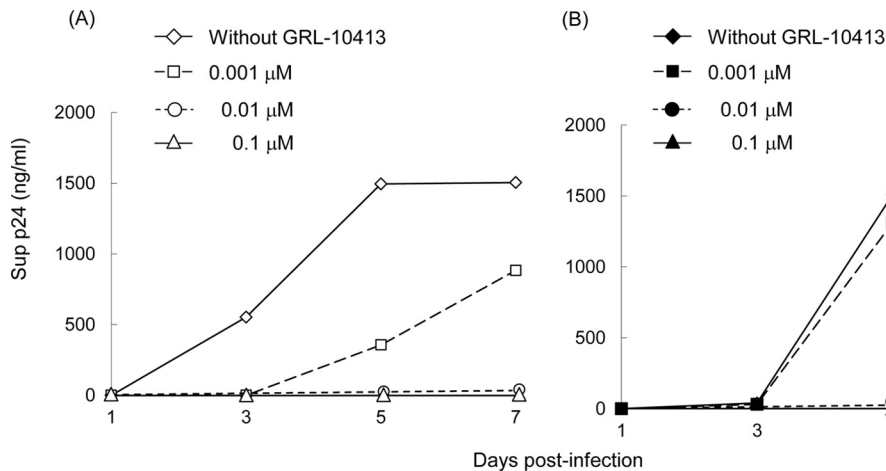 (A)
Without GRL-10413
0.001 µM
0.01 µM
0.1 µM
Sup p24 (ng/ml)
2000
1500
1000
500
0
1 3 5 7
(B)
Without GRL-10413
0.001 µM
0.01 µM
0.1 µM
2000
1500
1000
500
0
1 3
Days post-infection